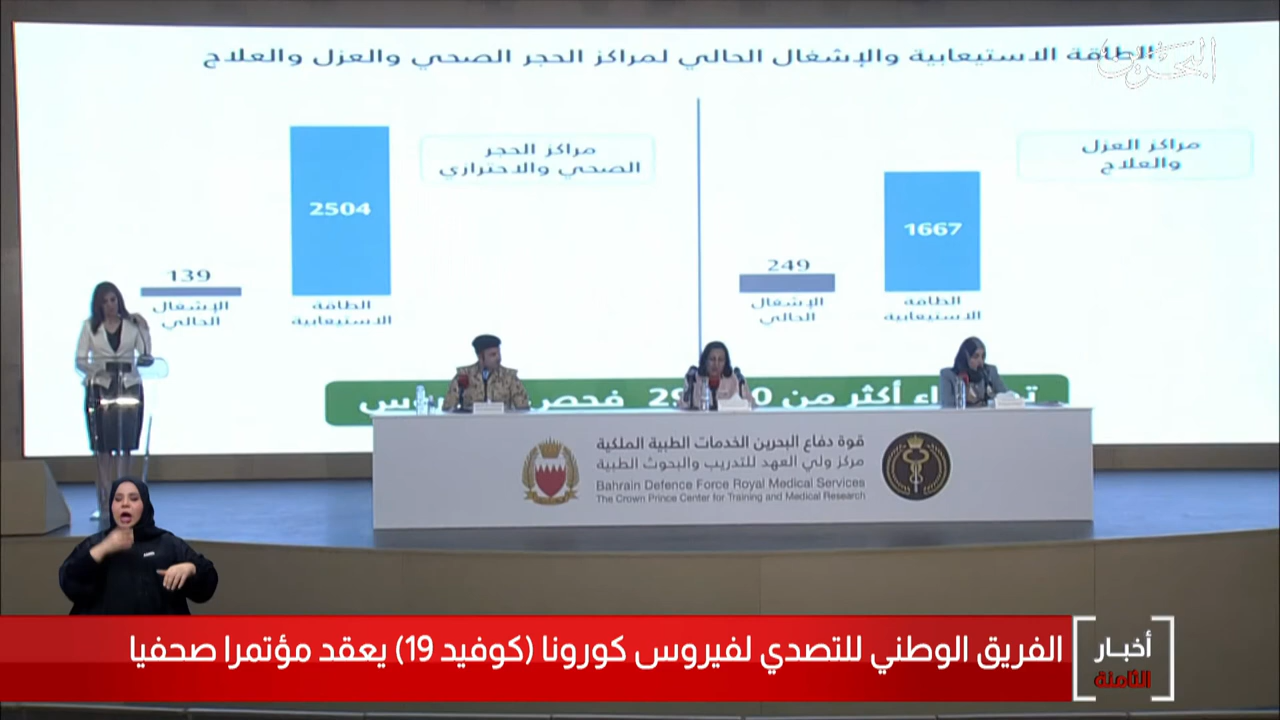 الطاقة الاستيعابية والإشغال الحالي لمراكز الحجر الصحي والعزل والعلاج
البحرين
مراكز العزل
والعلاج
1667
الطاقة
الاستيعابية
249
الإشغال
الحالي
مراكز الحجر
الصحي والاحترازي
2504
الطاقة
الاستيعابية
139
الإشغال
الحالي
أكثر من
قوة دفاع البحرين الخدمات الطبية الملكية
مركز ولي العهد للتدريب والبحوث الطبية
Bahrain Defence Force Royal Medical Services
The Crown Prince Center for Training and Medical Research
الفريق الوطني للتصدي لفيروس كورونا (كوفيد 19) يعقد مؤتمرا صحفيا
أخبار
الثامنة